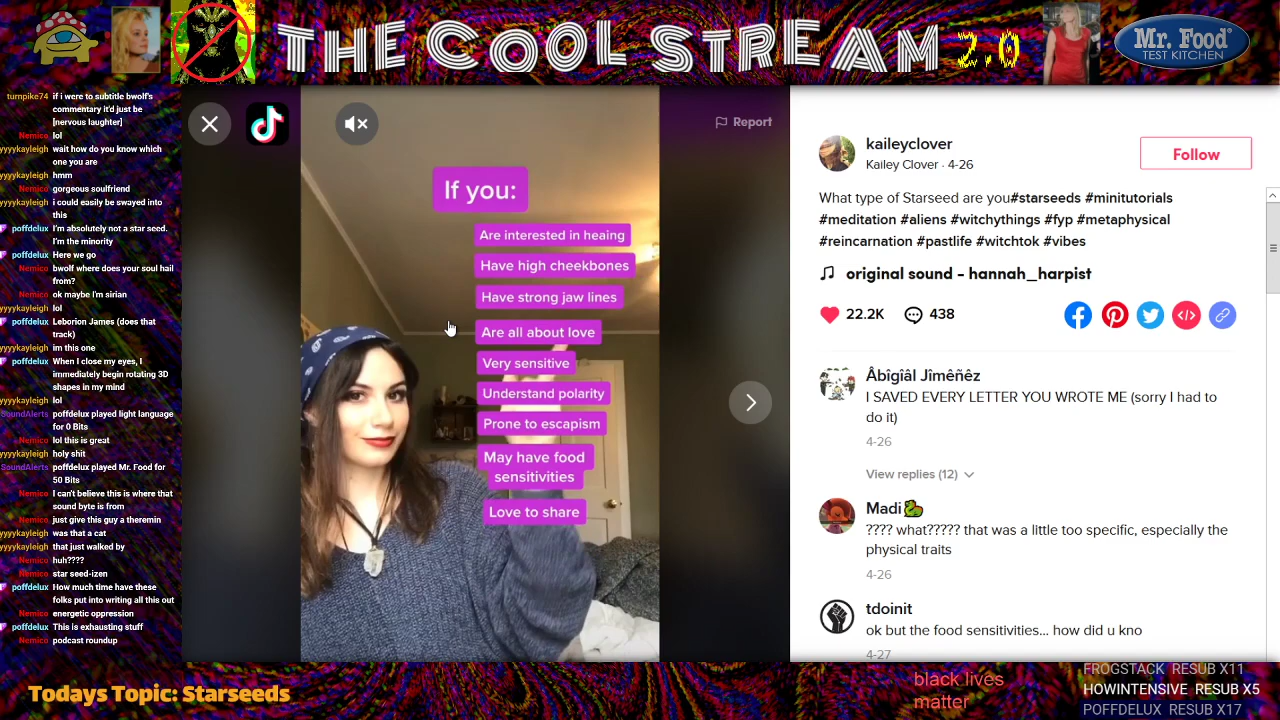 THE COOL STREAM 2.0
Mr. Food
TEST KITCHEN
turnpike74 if i were to subtitle bwolf's
commentary it'd just be
[nervous laughter]
Nemico lol
yyyykayleigh wait how do you know which
one you are
yyyykayleigh hmm
Nemico gorgeous soulfriend
yyyykayleigh i could easily be swayed into
this
poffdelux I'm absolutely not a star seed.
I'm the minority
poffdelux Here we go
Nemico bwolf where does your soul hail
from?
Nemico ok maybe I'm sirian
yyyykayleigh lol
poffdelux Leborion James (does that
track)
yyyykayleigh im this one
poffdelux When I close my eyes, I
immediately begin rotating 3D
shapes in my mind
yyyykayleigh lol
SoundAlerts poffdelux played light language
for 0 Bits
Nemico lol this is great
yyyykayleigh holy shit
SoundAlerts poffdelux played Mr. Food for
50 Bits
Nemico I can't believe this is where that
sound byte is from
Nemico just give this guy a theremin
yyyykayleigh was that a cat
yyyykayleigh that just walked by
Nemico huh????
Nemico star seed-izen
poffdelux How much time have these
folks put into writing all this out
Nemico energetic oppression
poffdelux This is exhausting stuff
Nemico podcast roundup
Report
If you:
Are interested in heaing
Have high cheekbones
Have strong jaw lines
Are all about love
Very sensitive
Understand polarity
Prone to escapism
May have food
sensitivities
Love to share
kaileyclover
Kailey Clover · 4-26
Follow
What type of Starseed are you#starseeds #minitutorials
#meditation #aliens #witchythings #fyp #metaphysical
#reincarnation #pastlife #witchtok #vibes
original sound - hannah_harpist
22.2K 438
Âbîgîâl Jîmêñêz
I SAVED EVERY LETTER YOU WROTE ME (sorry I had to
do it)
4-26
View replies (12)
Madi
???? what????? that was a little too specific, especially the
physical traits
4-26
tdoinit
ok but the food sensitivities... how did u kno
4-27
Todays Topic: Starseeds
black lives
matter
FROGSTACK RESUB X11
HOWINTENSIVE RESUB X5
POFFDELUX RESUB X17